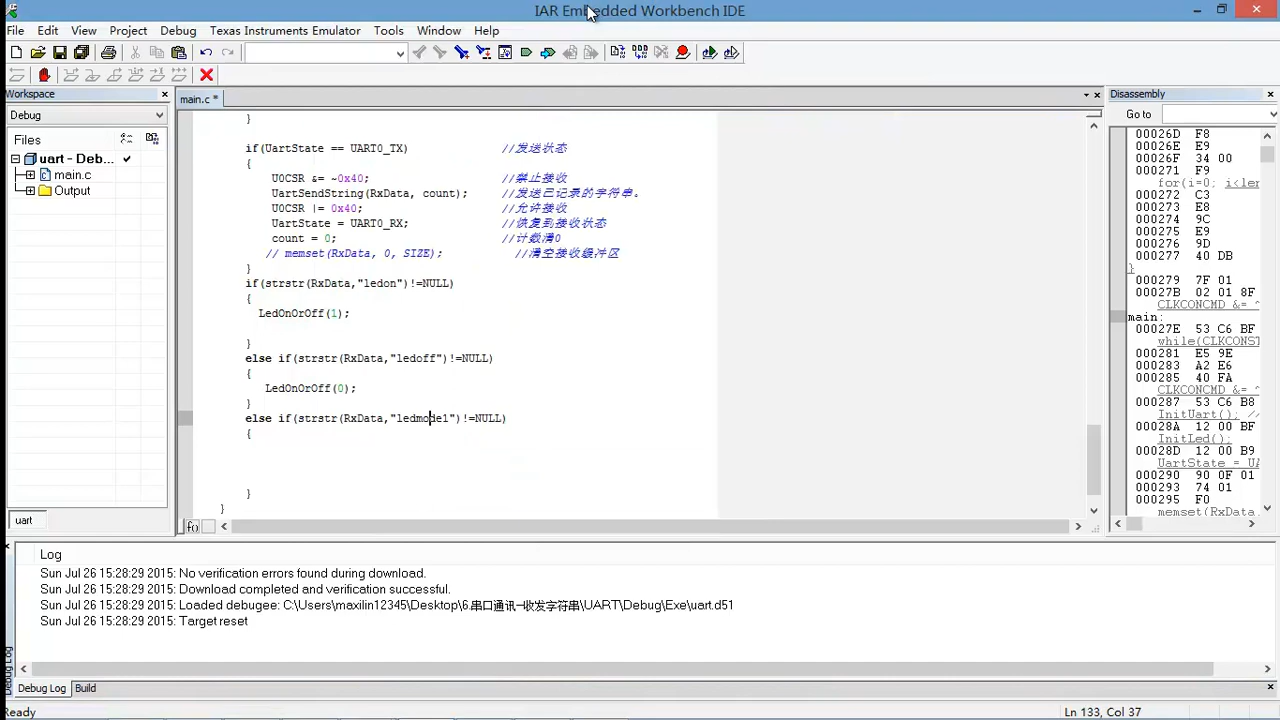 IAR Embedded Workbench IDE
File Edit View Project Debug Texas Instruments Emulator Tools Window Help
Workspace
main.c *
Disassembly
Debug
Go to
Files
uart - Deb...
main.c
Output
uart
}
if(UartState == UART0_TX) //发送状态
{
U0CSR &= ~0x40; //禁止接收
UartSendString(RxData, count); //发送已记录的字符串。
U0CSR |= 0x40; //允许接收
UartState = UART0_RX; //恢复到接收状态
count = 0; //计数清0
// memset(RxData, 0, SIZE); //清空接收缓冲区
}
if(strstr(RxData,"ledon")!=NULL)
{
LedOnOrOff(1);
}
else if(strstr(RxData,"ledoff")!=NULL)
{
LedOnOrOff(0);
}
else if(strstr(RxData,"ledmode1")!=NULL)
{
}
}
00026D F8
00026E E9
00026F 34 00
000271 F9
for(i=0; i<len
000272 C3
000273 E8
000274 9C
000275 E9
000276 9D
000277 40 DB
}
000279 7F 01
00027B 02 01 8F
CLKCONCMD &= ~
main:
00027E 53 C6 BF
while(CLKCONST
000281 E5 9E
000283 A2 E6
000285 40 FA
CLKCONCMD &= ~
000287 53 C6 B8
InitUart(); //
00028A 12 00 BF
InitLed();
00028D 12 00 B9
UartState = UA
000290 90 0F 01
000293 74 01
000295 F0
memset(RxData
Log
Sun Jul 26 15:28:29 2015: No verification errors found during download.
Sun Jul 26 15:28:29 2015: Download completed and verification successful.
Sun Jul 26 15:28:29 2015: Loaded debugee: C:\Users\maxilin12345\Desktop\6.串口通讯-收发字符串\UART\Debug\Exe\uart.d51
Sun Jul 26 15:28:29 2015: Target reset
Debug Log
Debug Log Build
Ready
Ln 133, Col 37